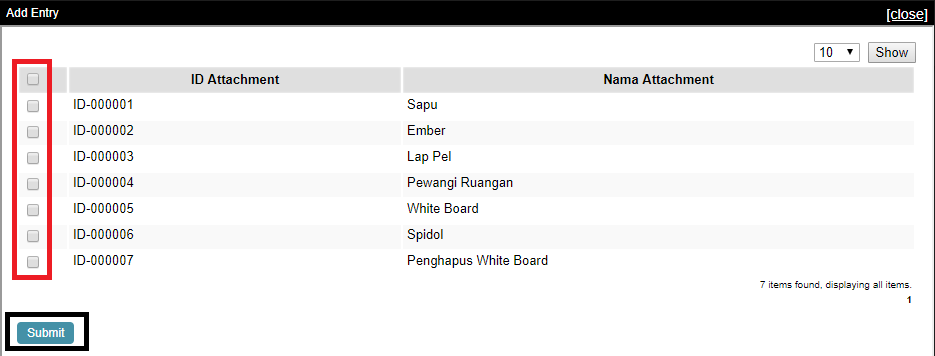 Add Entry [close]
10 Show
ID Attachment Nama Attachment
ID-000001 Sapu
ID-000002 Ember
ID-000003 Lap Pel
ID-000004 Pewangi Ruangan
ID-000005 White Board
ID-000006 Spidol
ID-000007 Penghapus White Board
7 items found, displaying all items.
1
Submit